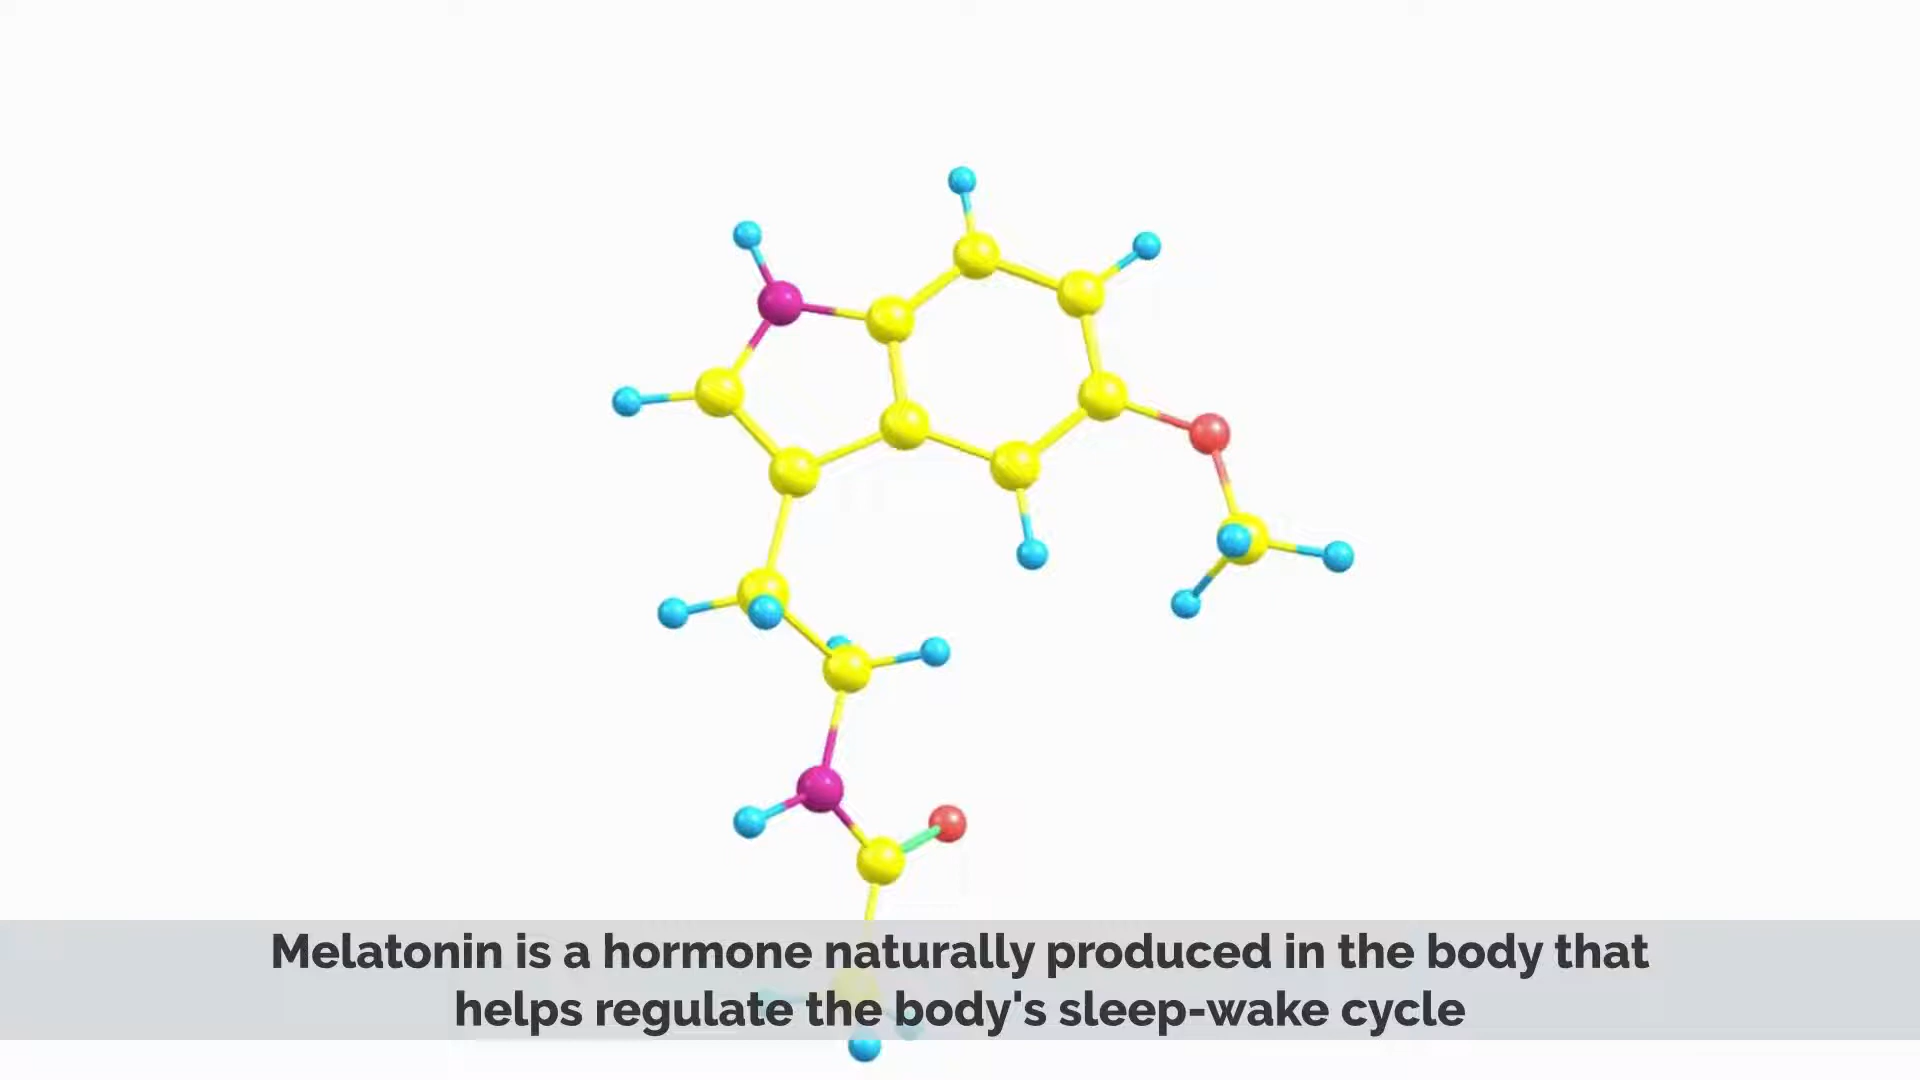 Melatonin is a hormone naturally produced in the body that
helps regulate the body's sleep-wake cycle